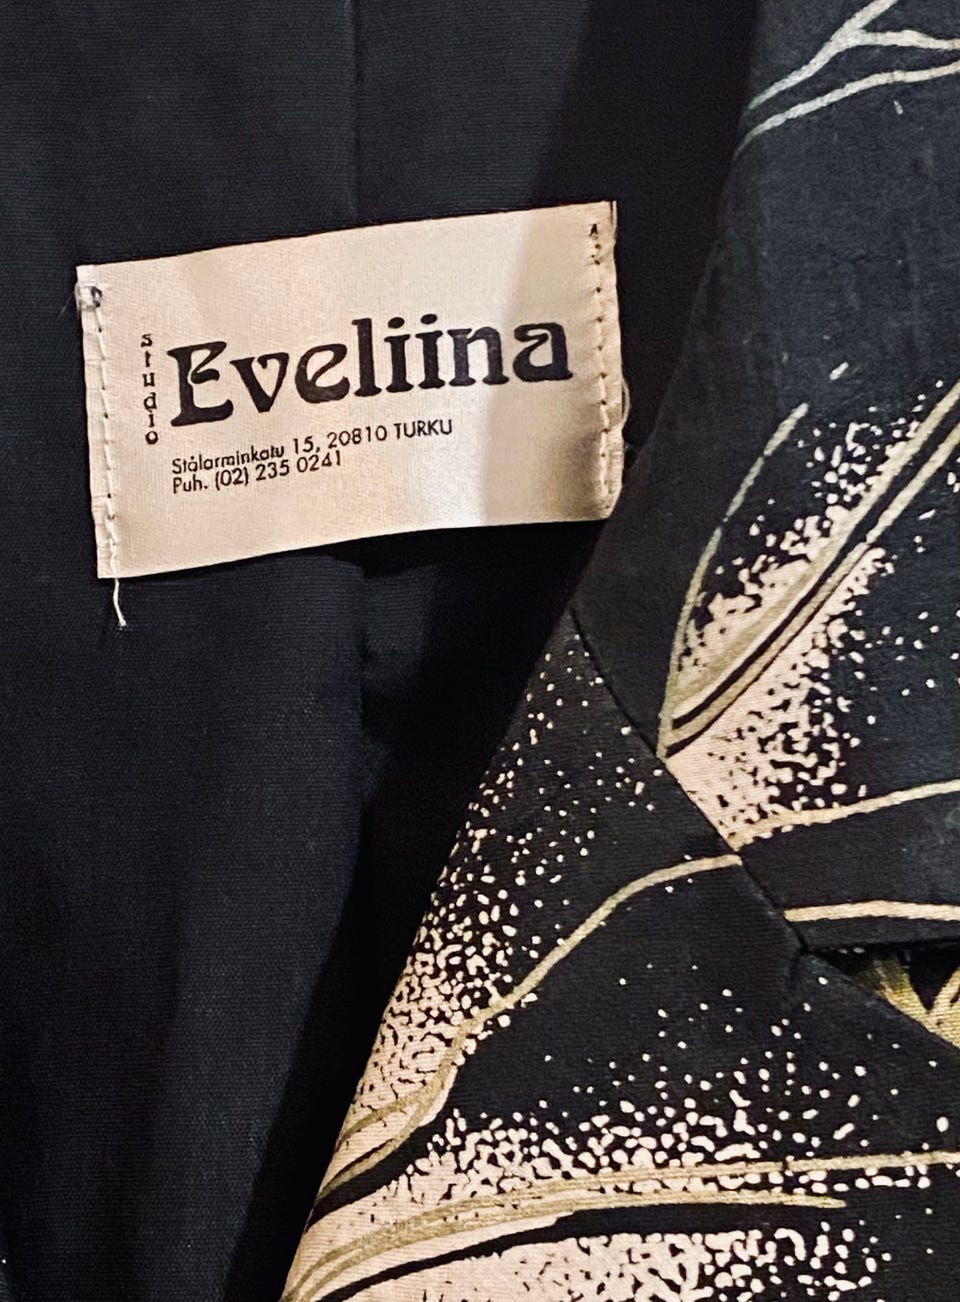 studio
Eveliina
Stålarminkatu 15, 20810 TURKU
Puh. (02) 235 0241